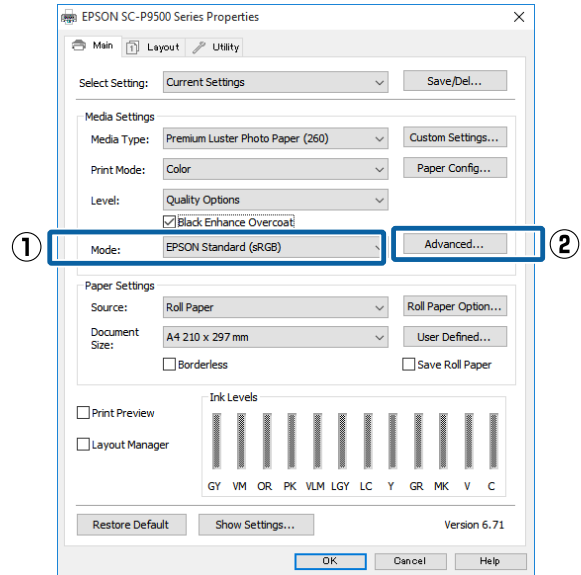 EPSON SC-P9500 Series Properties
Main Layout Utility
Select Setting: Current Settings Save/Del...
Media Settings
Media Type: Premium Luster Photo Paper (260) Custom Settings...
Print Mode: Color Paper Config...
Level: Quality Options
Black Enhance Overcoat
① Mode: EPSON Standard (sRGB) Advanced... ②
Paper Settings
Source: Roll Paper Roll Paper Option...
Document Size: A4 210 x 297 mm User Defined...
Borderless Save Roll Paper
Ink Levels
Print Preview
Layout Manager
GY VM OR PK VLM LGY LC Y GR MK V C
Restore Default Show Settings... Version 6.71
OK Cancel Help